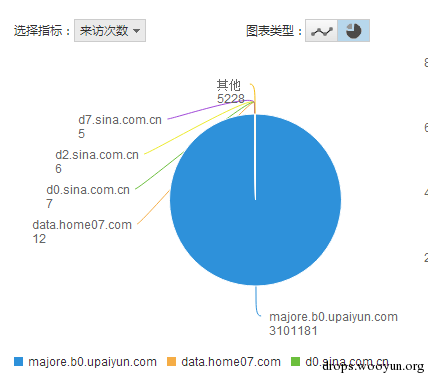 选择指标：来访次数 图表类型：
8
其他
5228
d7.sina.com.cn
5
6
d2.sina.com.cn
6
d0.sina.com.cn
7
4
data.home07.com
12
2
majore.b0.upaiyun.com
3101181
majore.b0.upaiyun.com data.home07.com d0.sina.com.cn
drops.wooyun.org